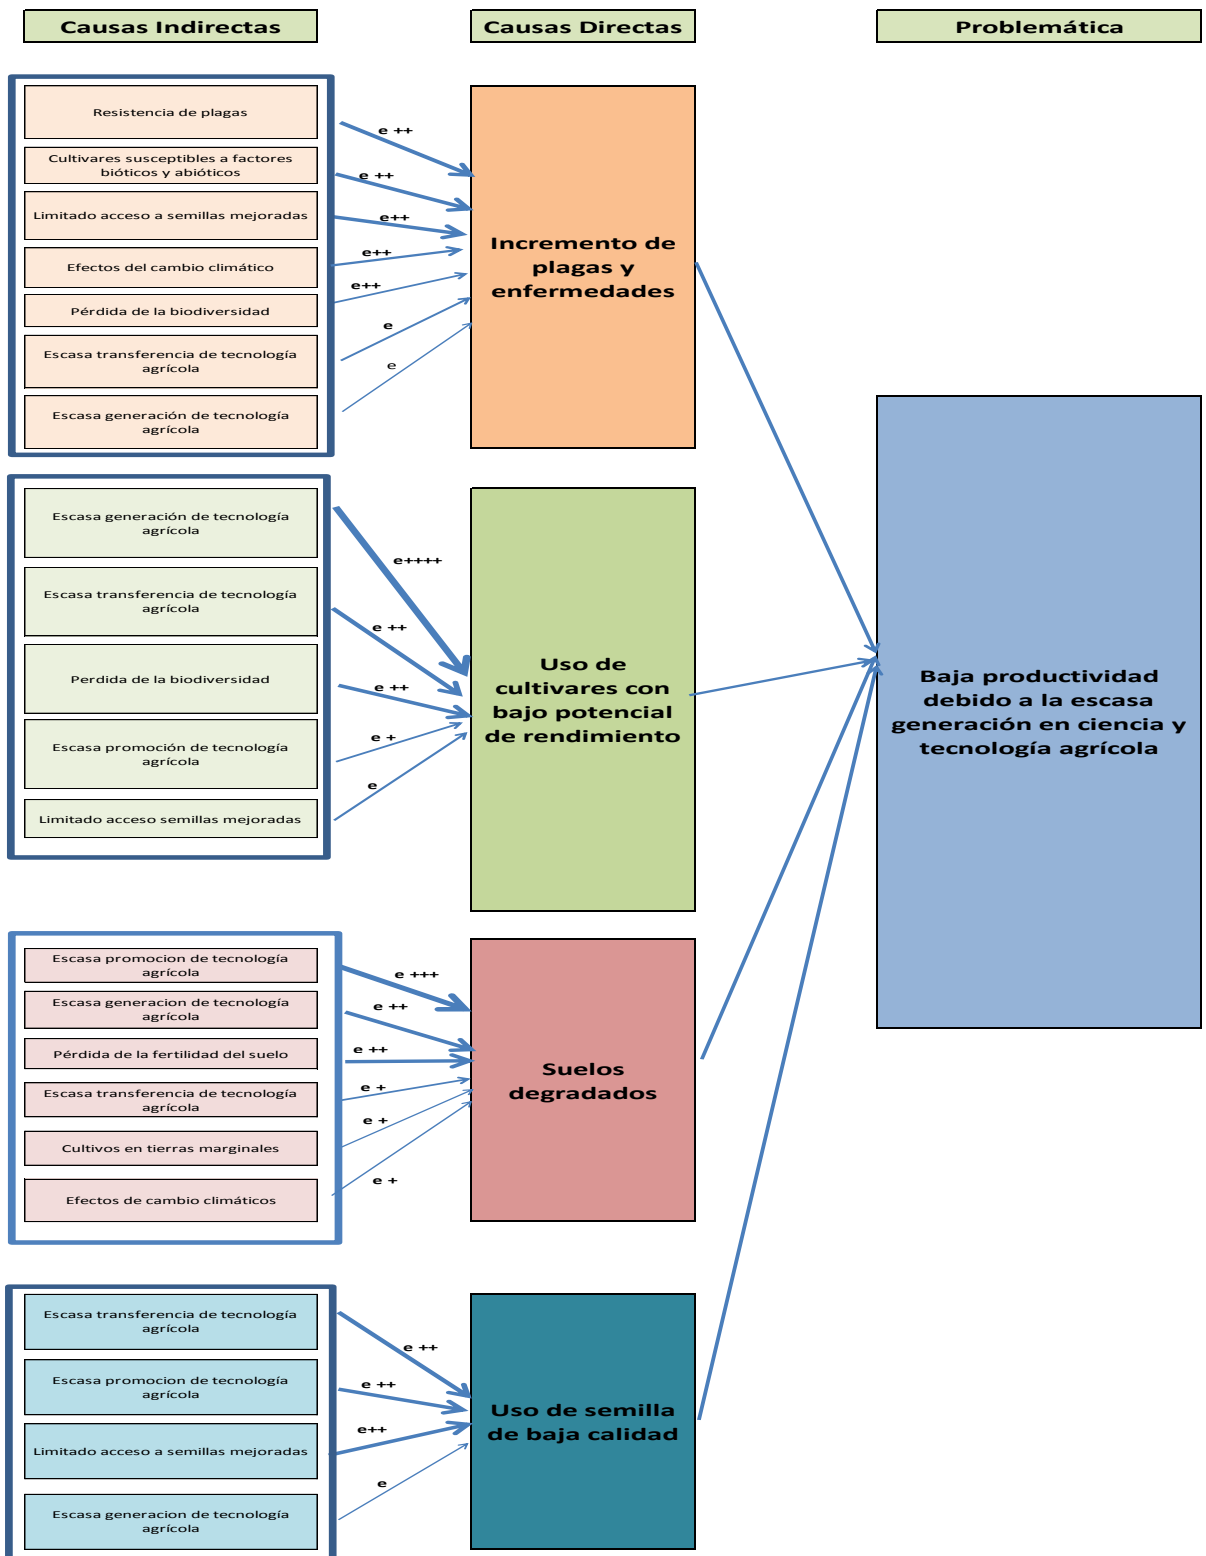 Causas Indirectas
Causas Directas
Problemática
Resistencia de plagas
Cultivares susceptibles a factores
bióticos y abióticos
Limitado acceso a semillas mejoradas
Efectos del cambio climático
Pérdida de la biodiversidad
Escasa transferencia de tecnología
agrícola
Escasa generación de tecnología
agrícola
e ++
e ++
e++
e++
e++
e
e
Incremento de
plagas y
enfermedades
Escasa generación de tecnología
agrícola
Escasa transferencia de tecnología
agrícola
Perdida de la biodiversidad
Escasa promoción de tecnología
agrícola
Limitado acceso semillas mejoradas
e++++
e ++
e ++
e +
e
Uso de
cultivares con
bajo potencial
de rendimiento
Escasa promocion de tecnología
agrícola
Escasa generacion de tecnología
agrícola
Pérdida de la fertilidad del suelo
Escasa transferencia de tecnología
agrícola
Cultivos en tierras marginales
Efectos de cambio climáticos
e +++
e ++
e ++
e +
e +
e +
Suelos
degradados
Escasa transferencia de tecnología
agrícola
Escasa promocion de tecnología
agrícola
Limitado acceso a semillas mejoradas
Escasa generacion de tecnología
agrícola
e ++
e ++
e++
e
Uso de semilla
de baja calidad
Baja productividad
debido a la escasa
generación en ciencia y
tecnología agrícola